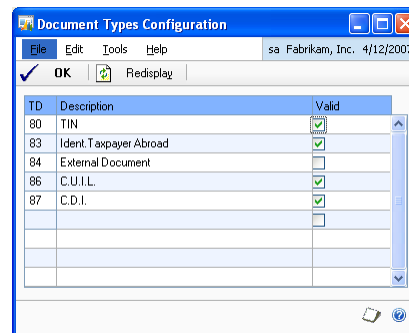 Document Types Configuration
File Edit Tools Help sa Fabrikam, Inc. 4/12/2007
OK Redisplay
TD Description Valid
80 TIN
83 Ident.Taxpayer Abroad
84 External Document
86 C.U.I.L.
87 C.D.I.